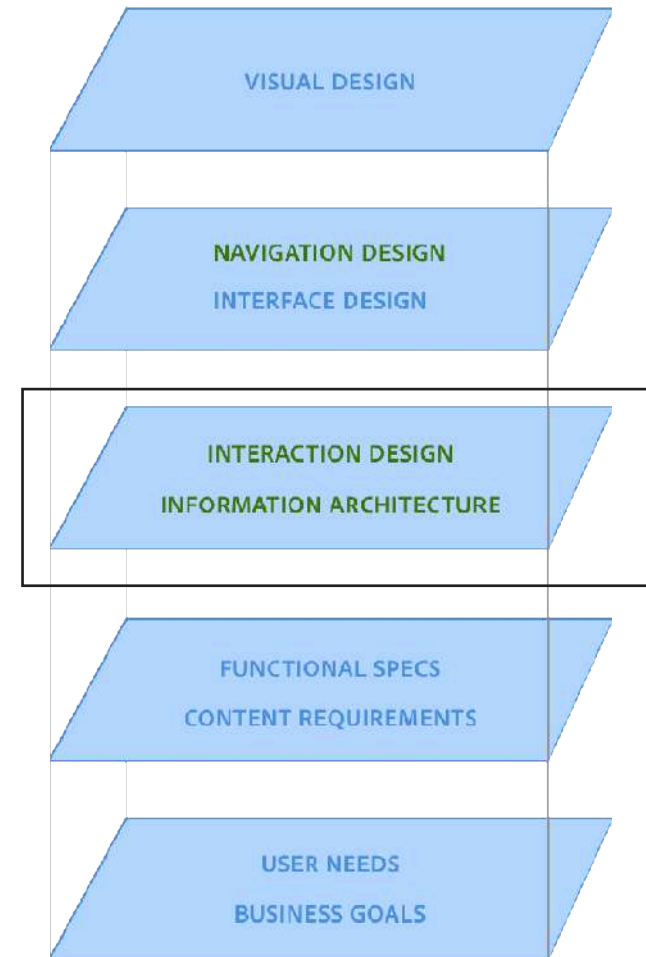 VISUAL DESIGN
NAVIGATION DESIGN
INTERFACE DESIGN
INTERACTION DESIGN
INFORMATION ARCHITECTURE
FUNCTIONAL SPECS
CONTENT REQUIREMENTS
USER NEEDS
BUSINESS GOALS